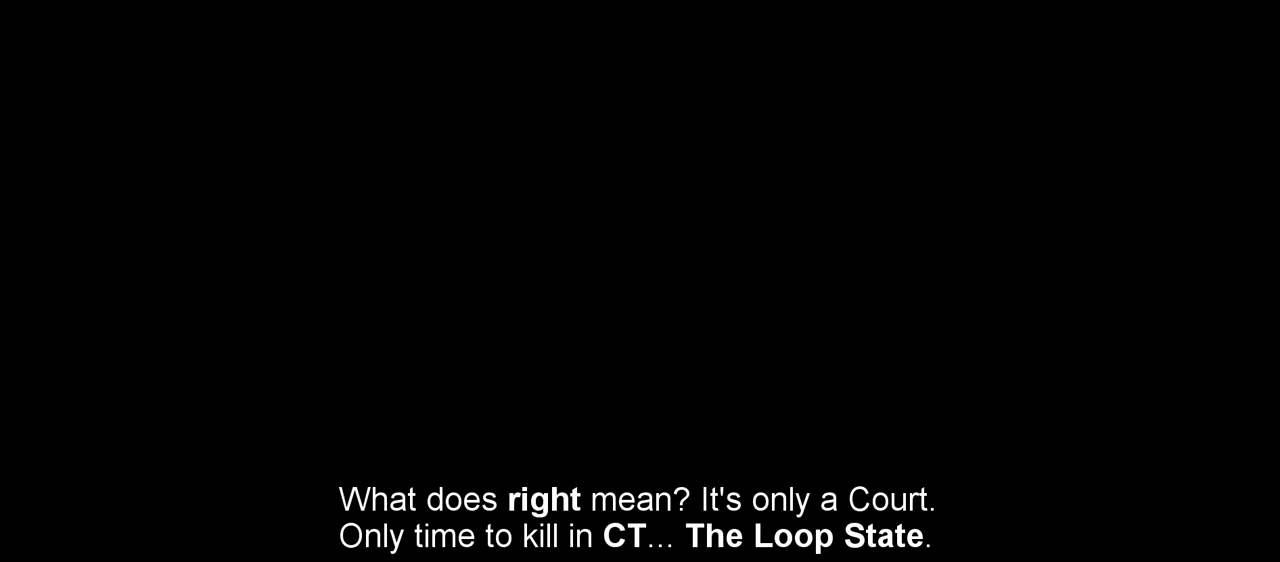 What does right mean? It's only a Court.
Only time to kill in CT... The Loop State.